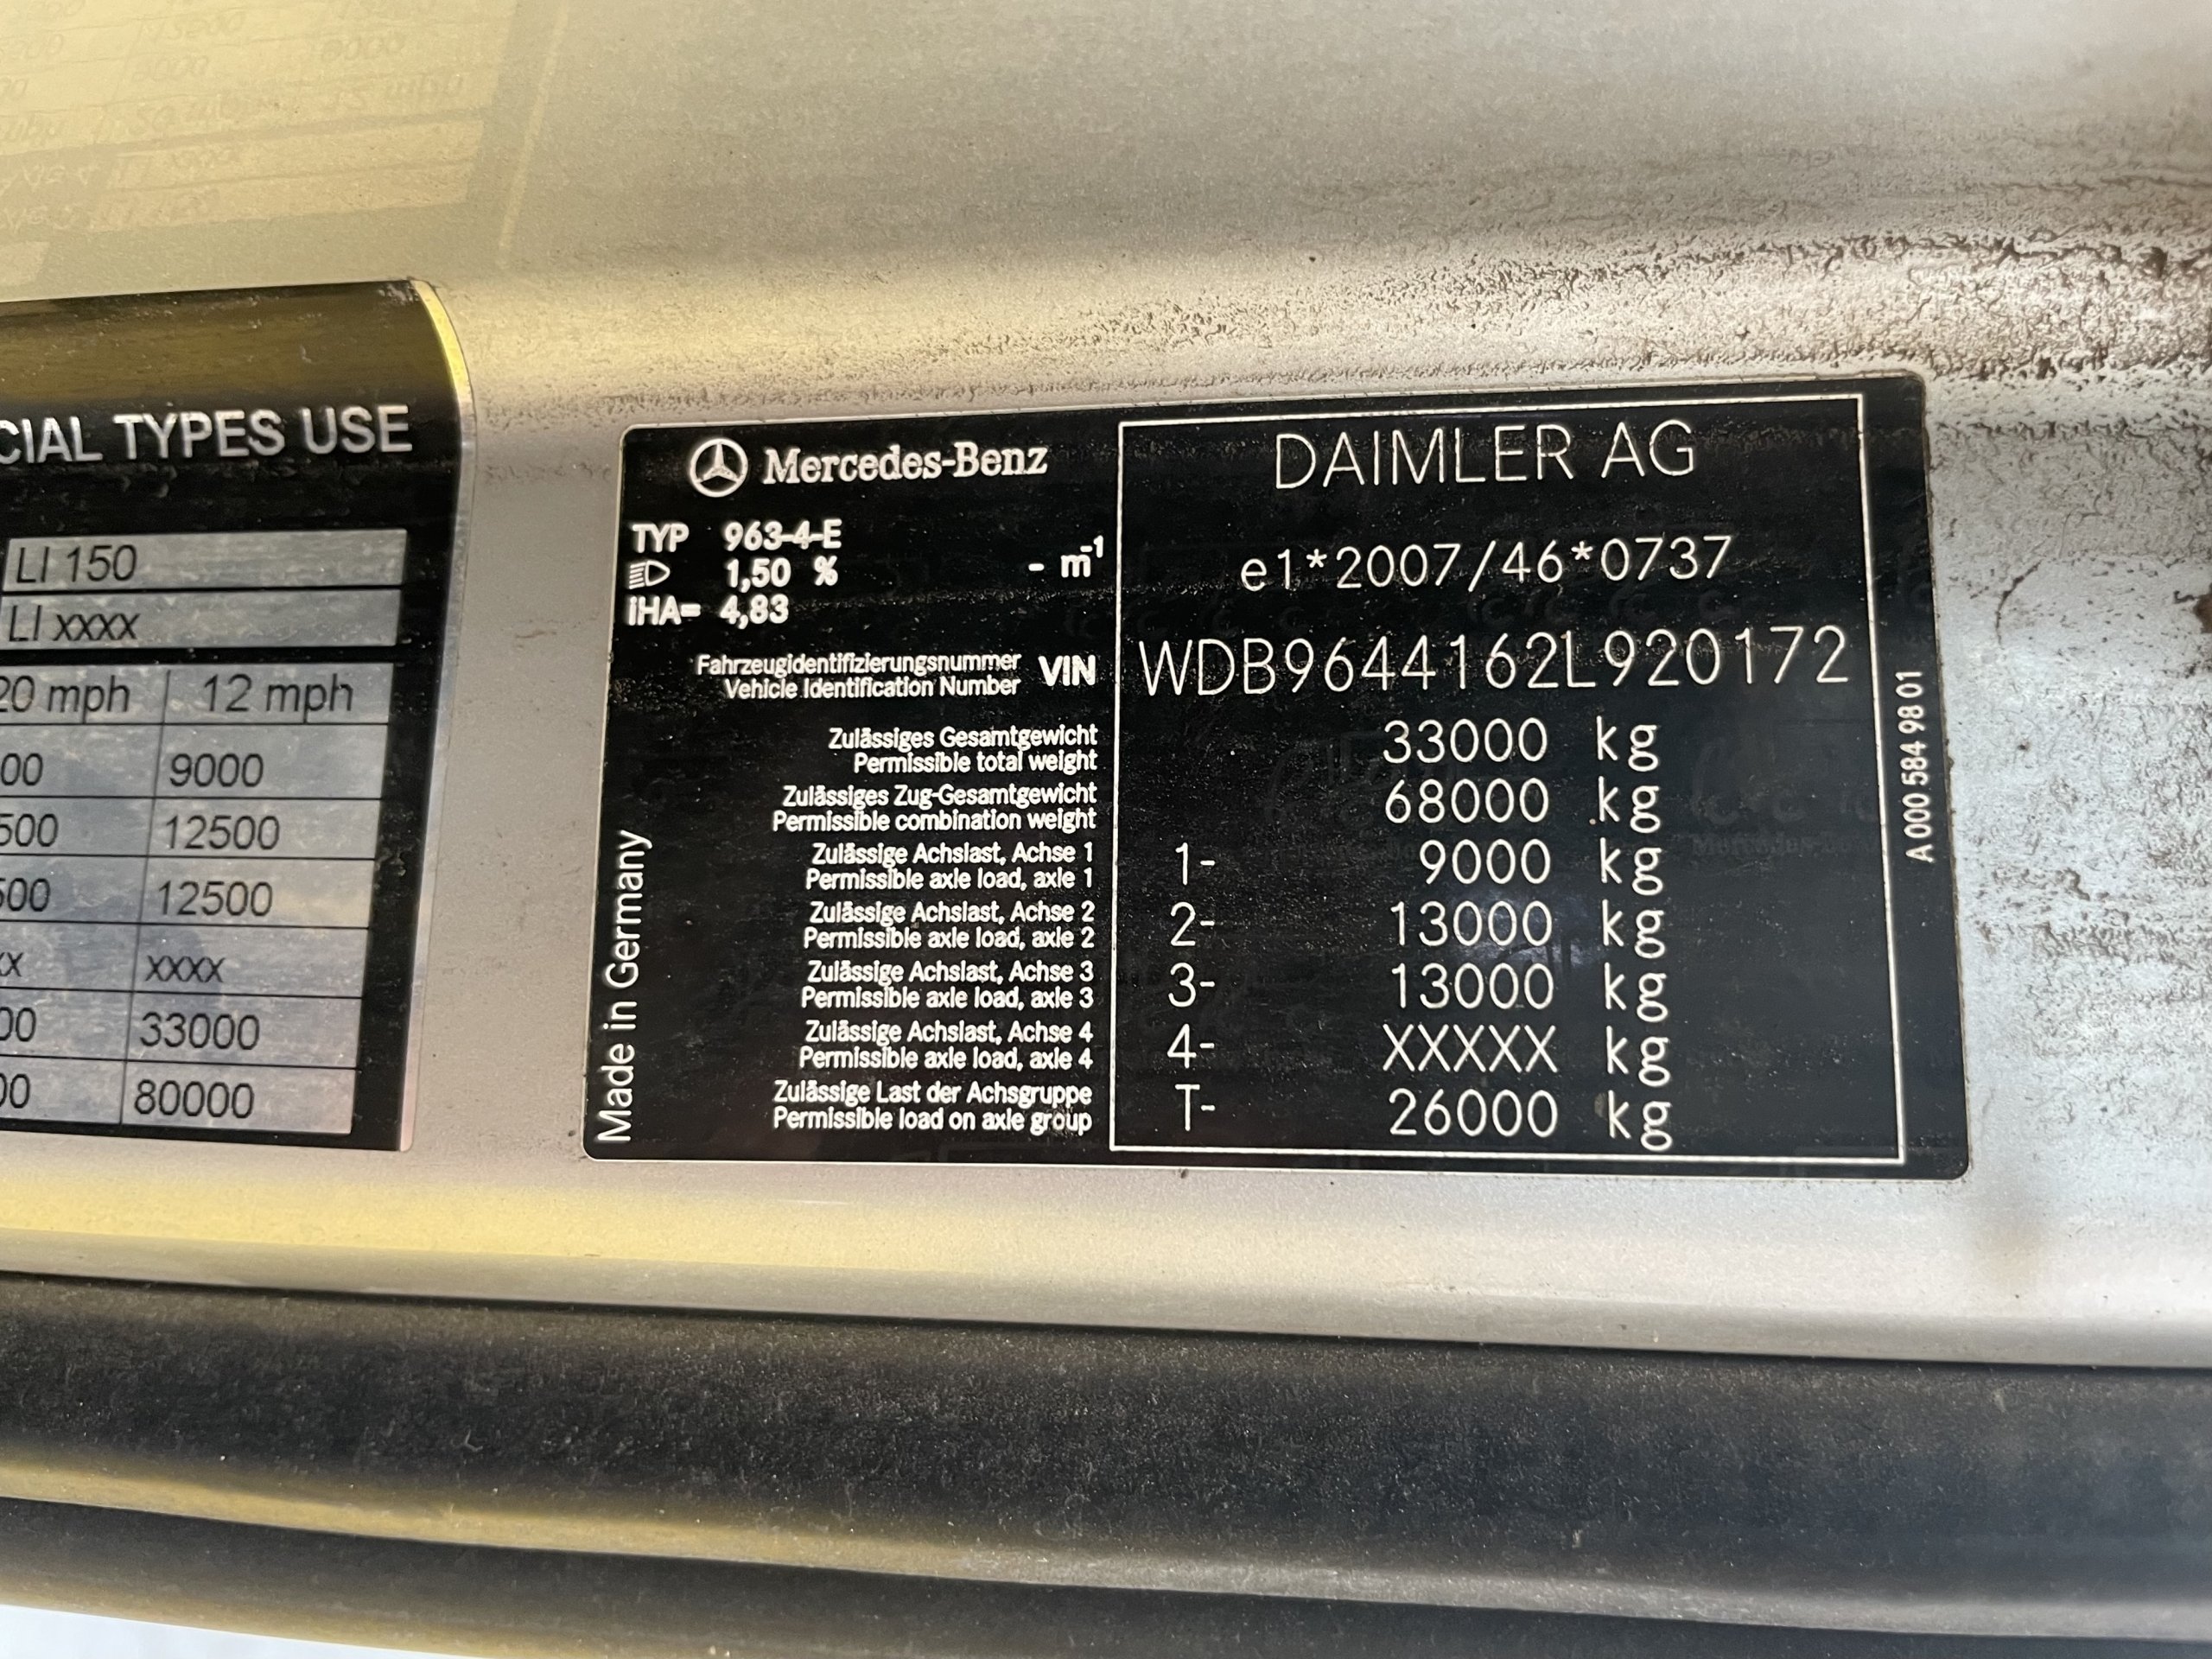 CIAL TYPES USE
LI 150
LI xxxx
20 mph 12 mph
00 9000
500 12500
500 12500
xx xxxx
00 33000
00 80000
Mercedes-Benz
TYP 963-4-E
1,50 % - m-1
iHA= 4,83
Fahrzeugidentifizierungsnummer
Vehicle Identification Number VIN
Zulässiges Gesamtgewicht
Permissible total weight
Zulässiges Zug-Gesamtgewicht
Permissible combination weight
Zulässige Achslast, Achse 1
Permissible axle load, axle 1
Zulässige Achslast, Achse 2
Permissible axle load, axle 2
Zulässige Achslast, Achse 3
Permissible axle load, axle 3
Zulässige Achslast, Achse 4
Permissible axle load, axle 4
Zulässige Last der Achsgruppe
Permissible load on axle group
Made in Germany
DAIMLER AG
e1*2007/46*0737
WDB9644162L920172
33000 kg
68000 kg
1- 9000 kg
2- 13000 kg
3- 13000 kg
4- XXXXX kg
T- 26000 kg
A 000 584 98 01